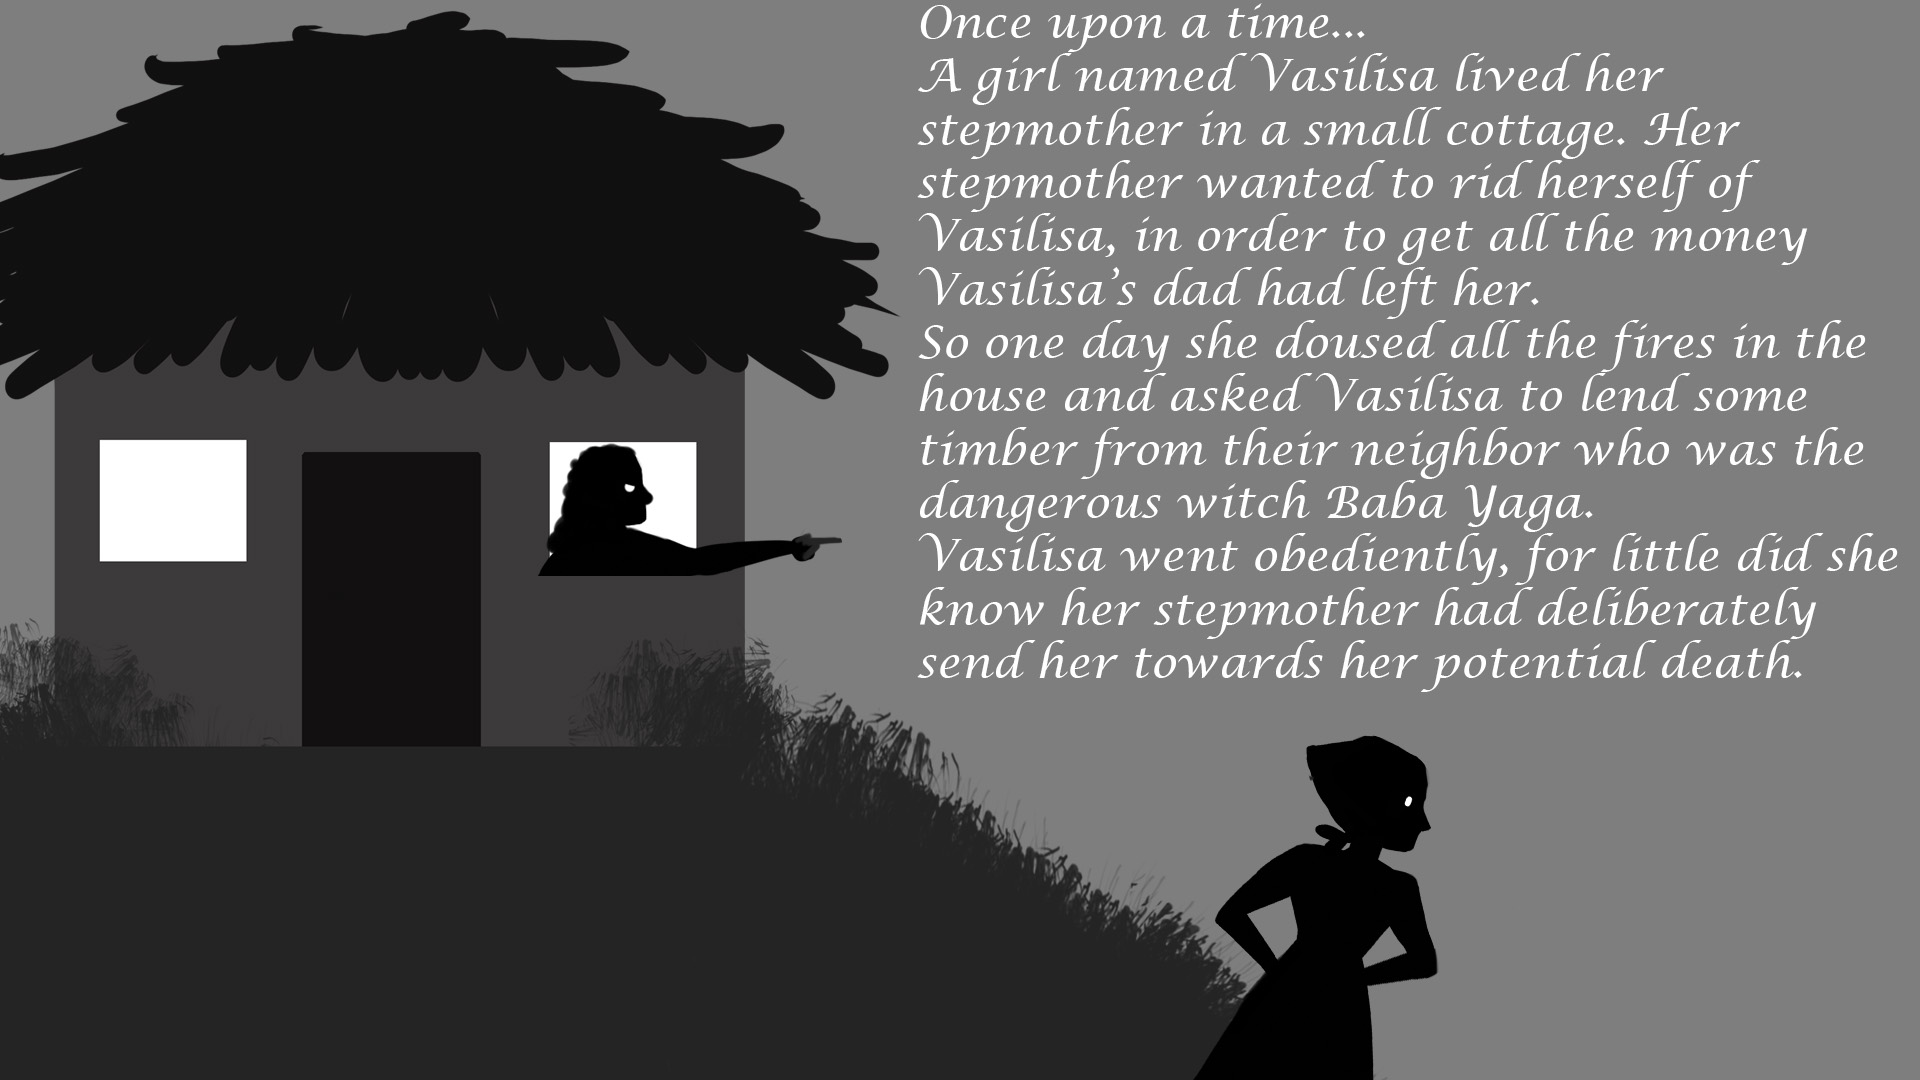 Once upon a time...
A girl named Vasilisa lived her
stepmother in a small cottage. Her
stepmother wanted to rid herself of
Vasilisa, in order to get all the money
Vasilisa's dad had left her.
So one day she doused all the fires in the
house and asked Vasilisa to lend some
timber from their neighbor who was the
dangerous witch Baba Yaga.
Vasilisa went obediently, for little did she
know her stepmother had deliberately
send her towards her potential death.